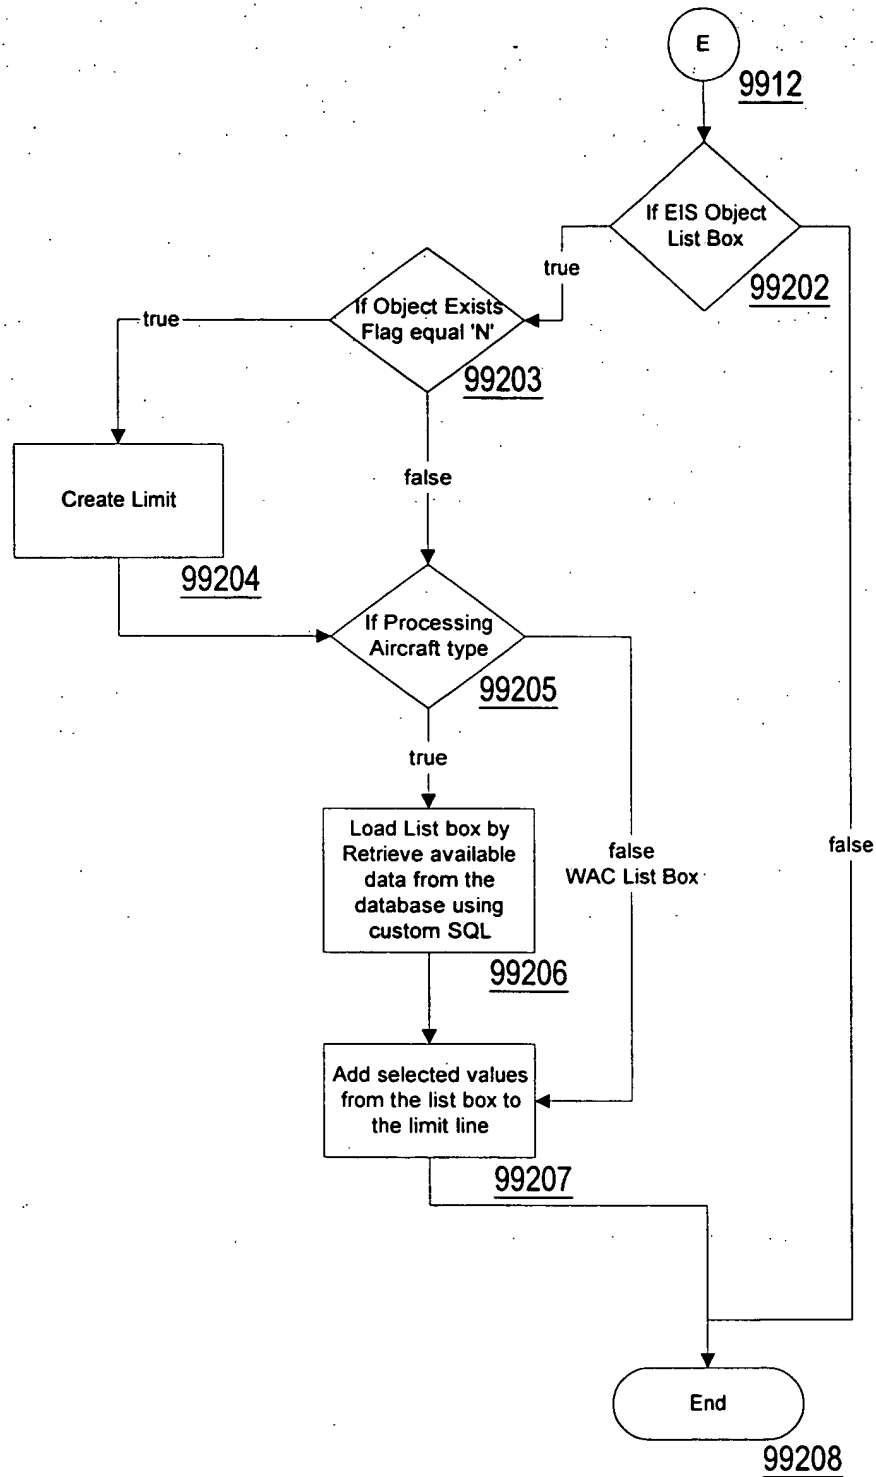 E
9912
If EIS Object
List Box
99202
true
If Object Exists
Flag equal 'N'
99203
true
Create Limit
99204
false
If Processing
Aircraft type
99205
true
Load List box by
Retrieve available
data from the
database using
custom SQL
99206
false
WAC List Box
false
Add selected values
from the list box to
the limit line
99207
End
99208